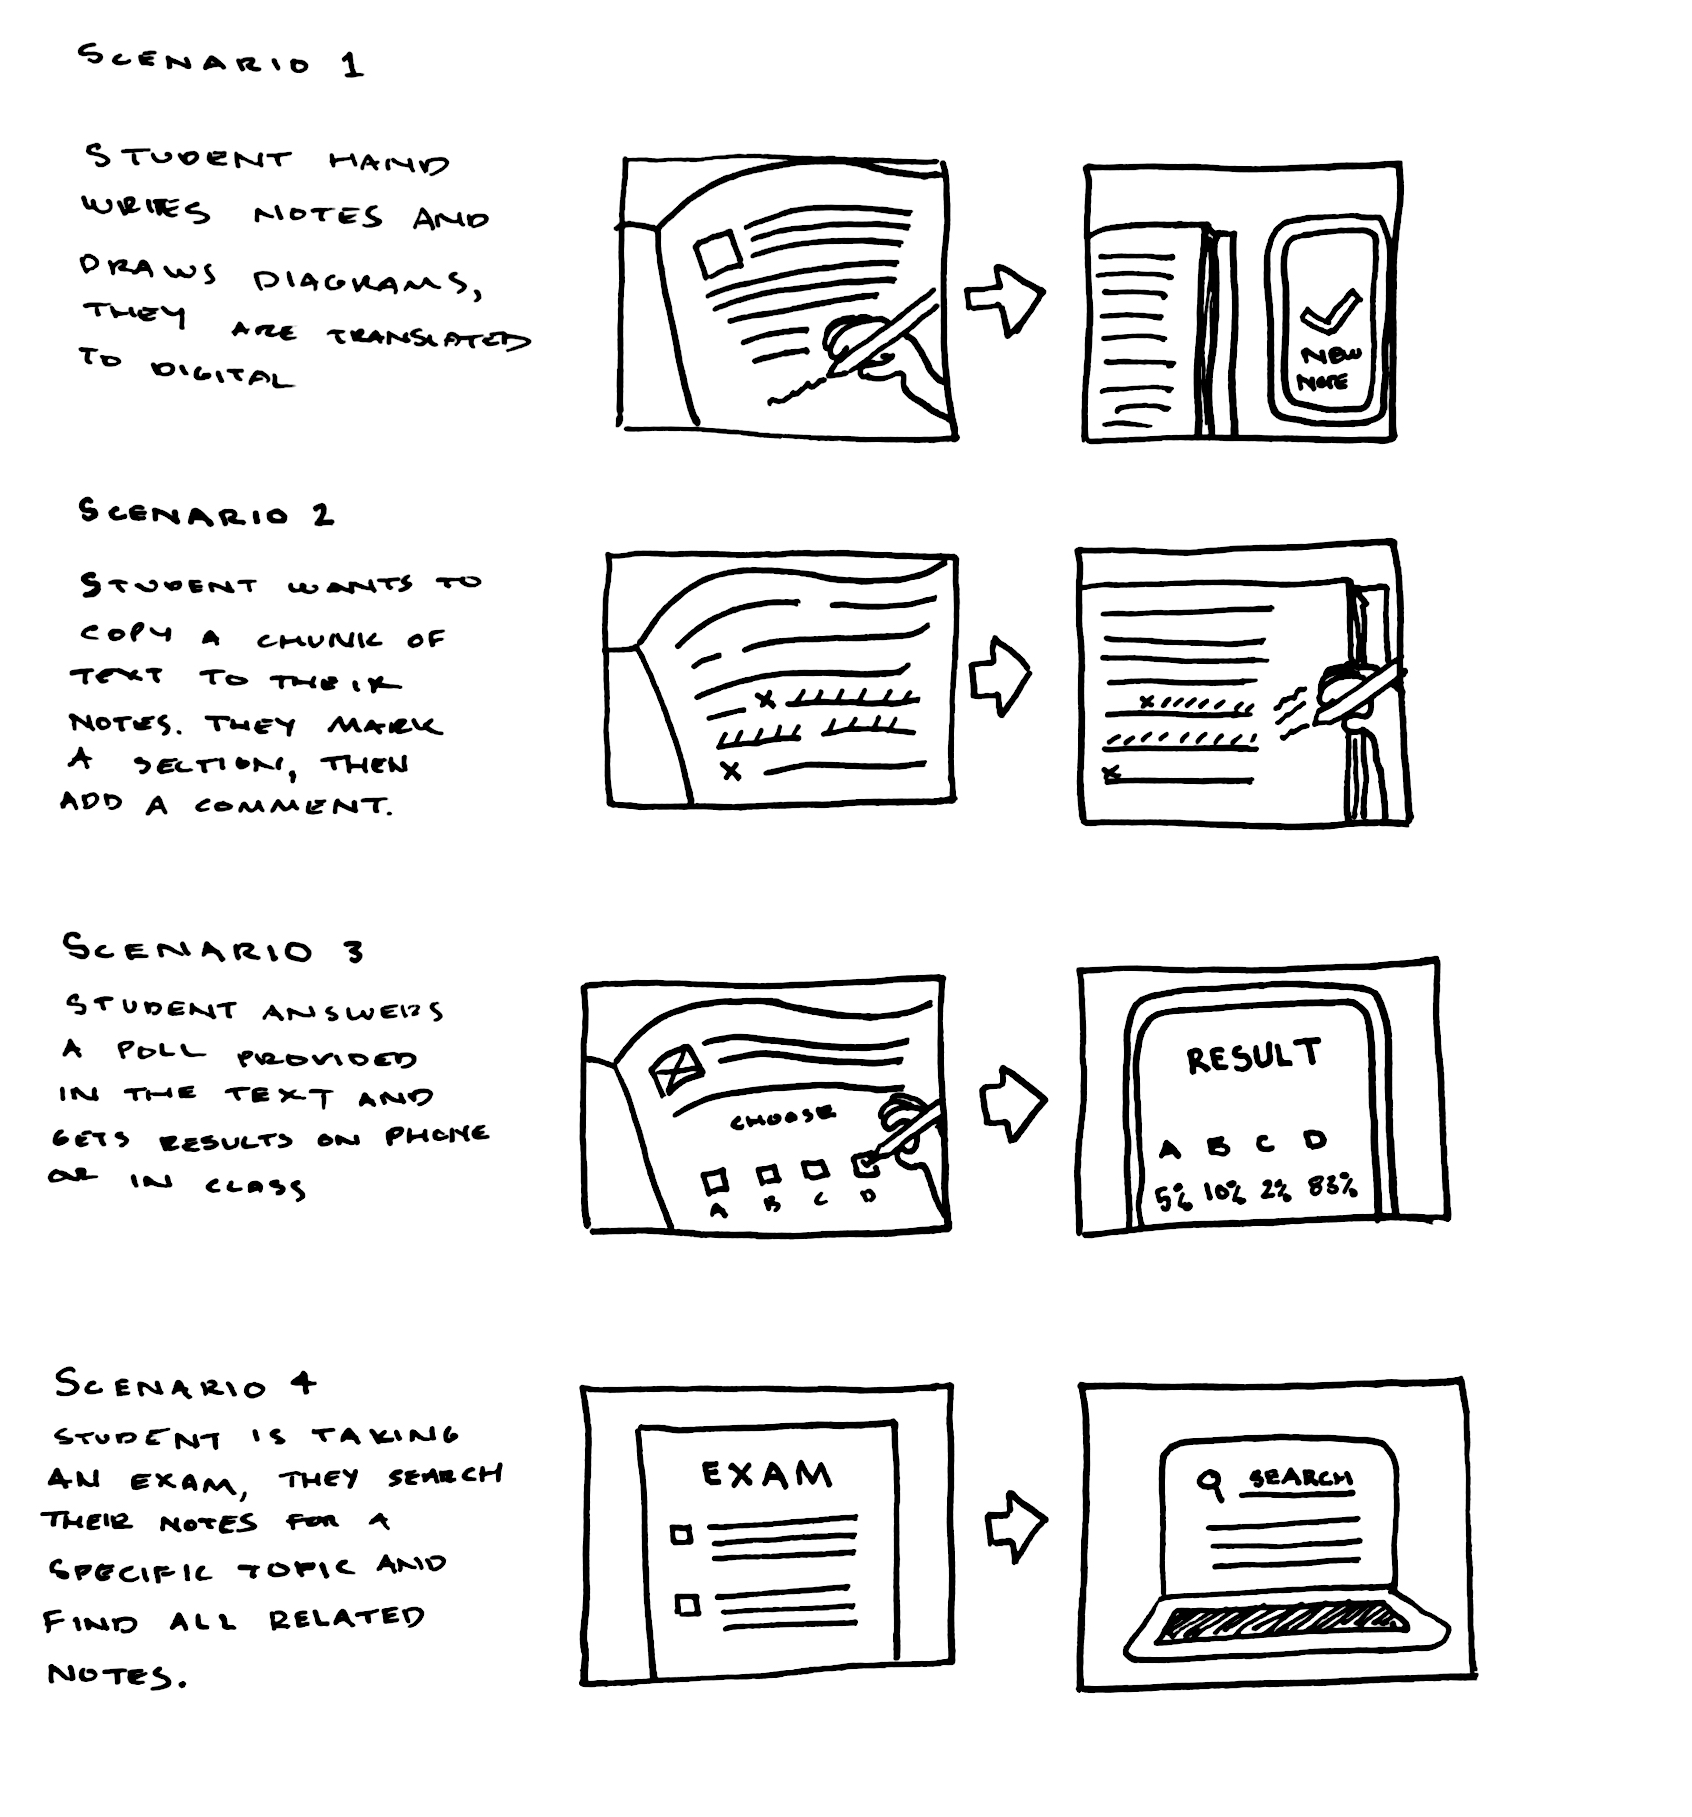 SCENARIO 1
STUDENT HAND
WRITES NOTES AND
DRAWS DIAGRAMS,
THEY ARE TRANSLATED
TO DIGITAL
NEW
NOTE
SCENARIO 2
STUDENT WANTS TO
COPY A CHUNK OF
TEXT TO THEIR
NOTES. THEY MARK
A SECTION, THEN
ADD A COMMENT.
X
X
X
X
SCENARIO 3
STUDENT ANSWERS
A POLL PROVIDED
IN THE TEXT AND
GETS RESULTS ON PHONE
OR IN CLASS
CHOOSE
A B C D
RESULT
A B C D
5% 10% 2% 83%
SCENARIO 4
STUDENT IS TAKING
AN EXAM, THEY SEARCH
THEIR NOTES FOR A
SPECIFIC TOPIC AND
FIND ALL RELATED
NOTES.
EXAM
SEARCH